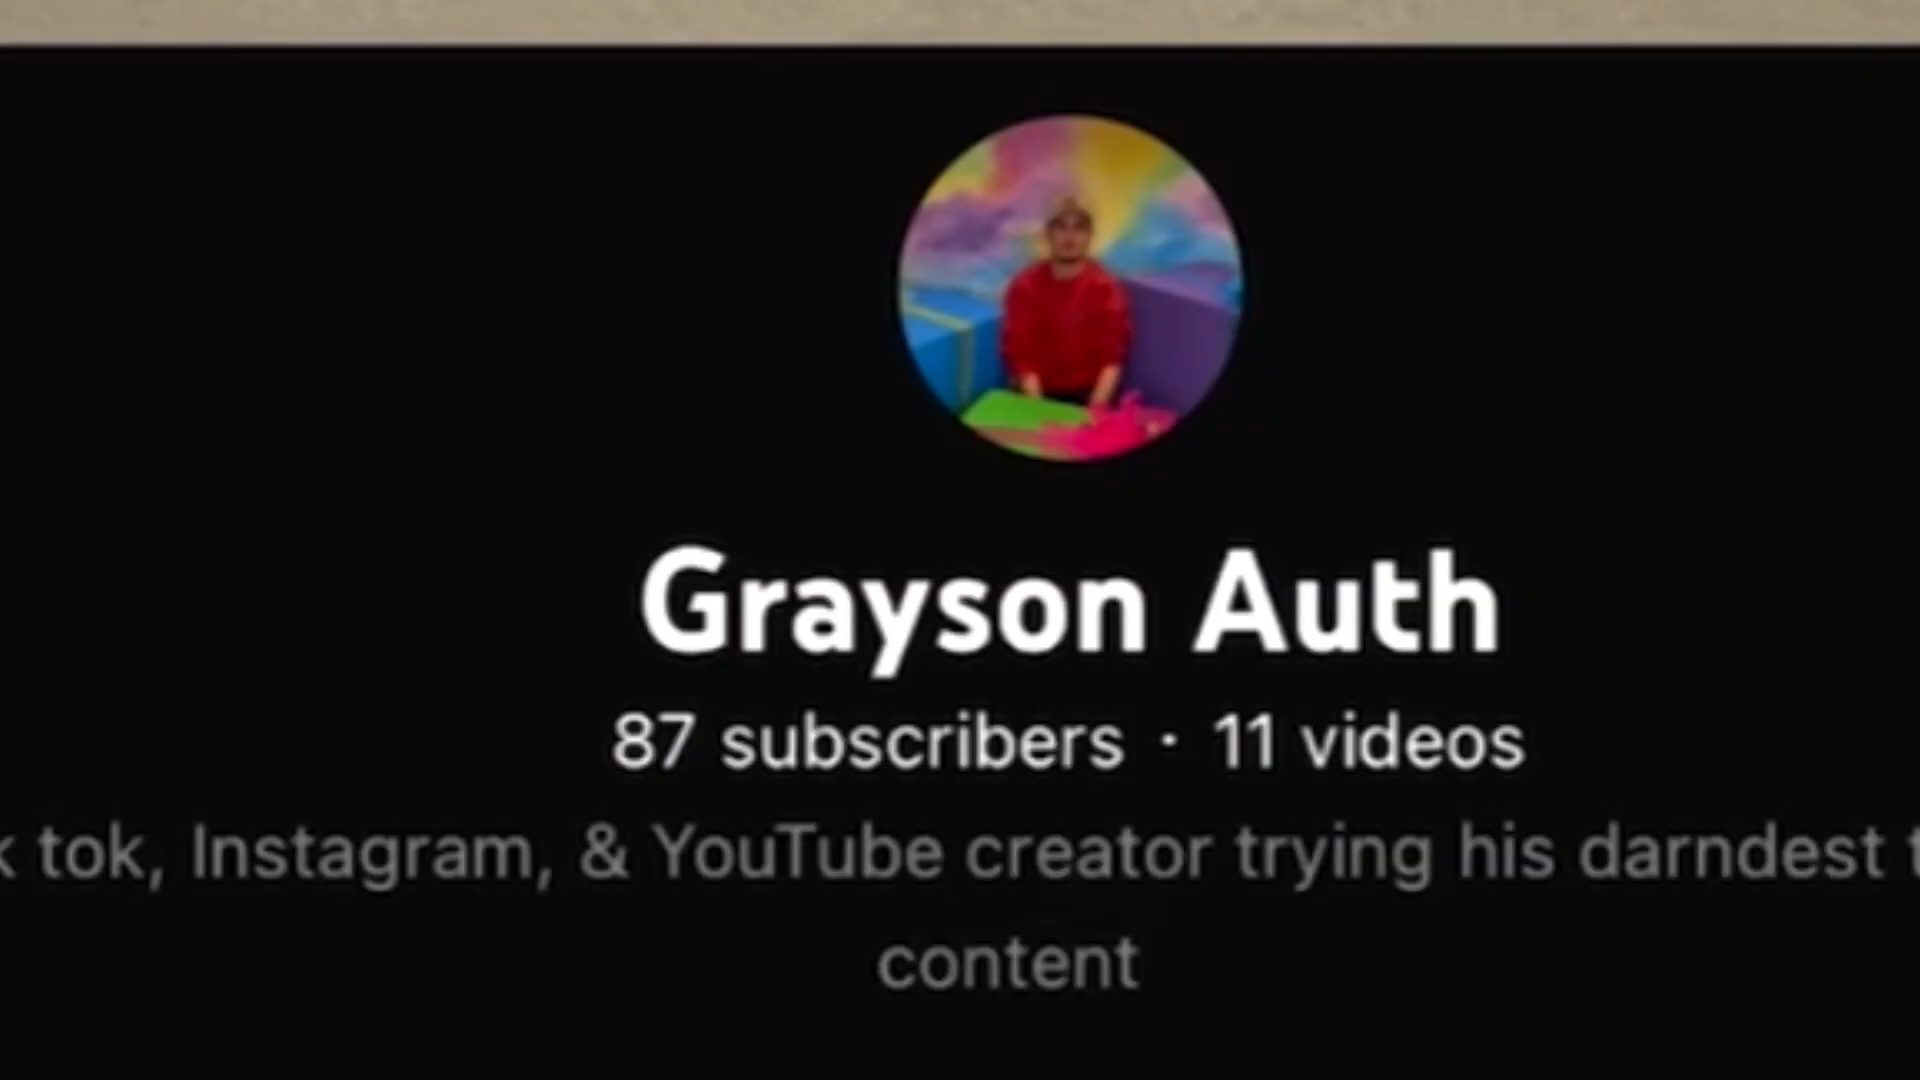 Grayson Auth
87 subscribers · 11 videos
tok, Instagram, & YouTube creator trying his darndest
content